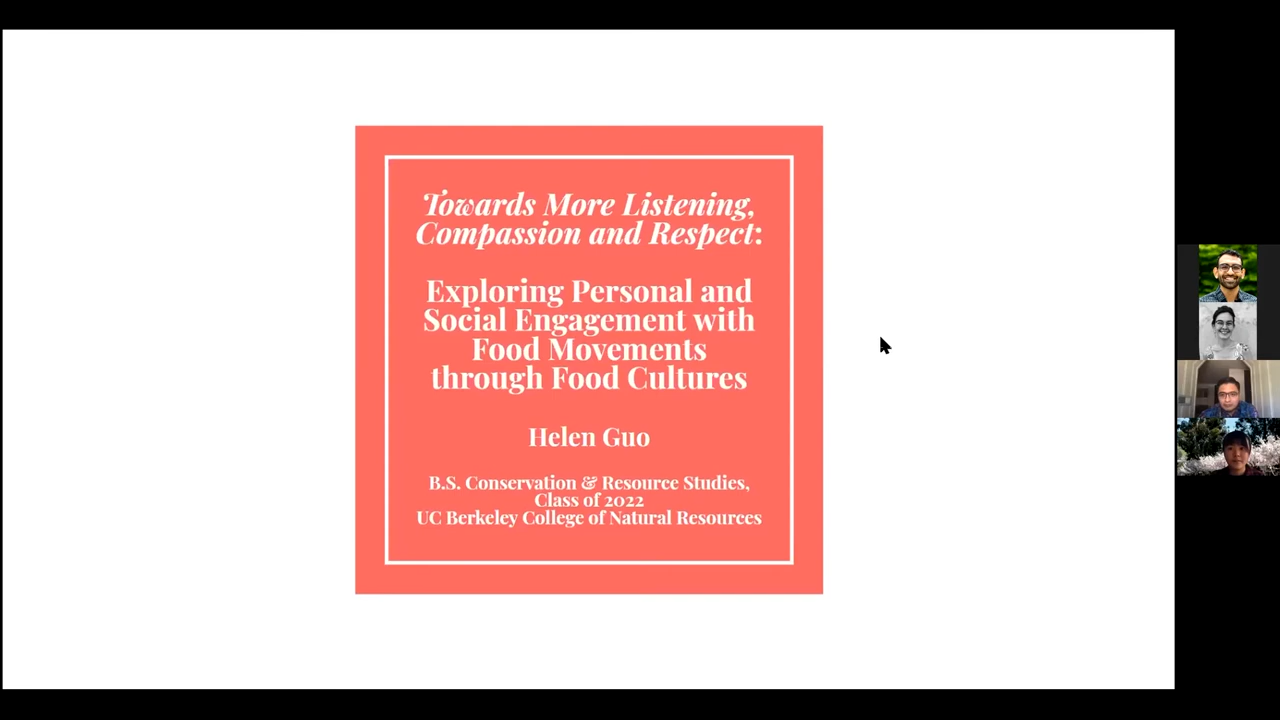 Towards More Listening,
Compassion and Respect:
Exploring Personal and
Social Engagement with
Food Movements
through Food Cultures
Helen Guo
B.S. Conservation & Resource Studies,
Class of 2022
UC Berkeley College of Natural Resources